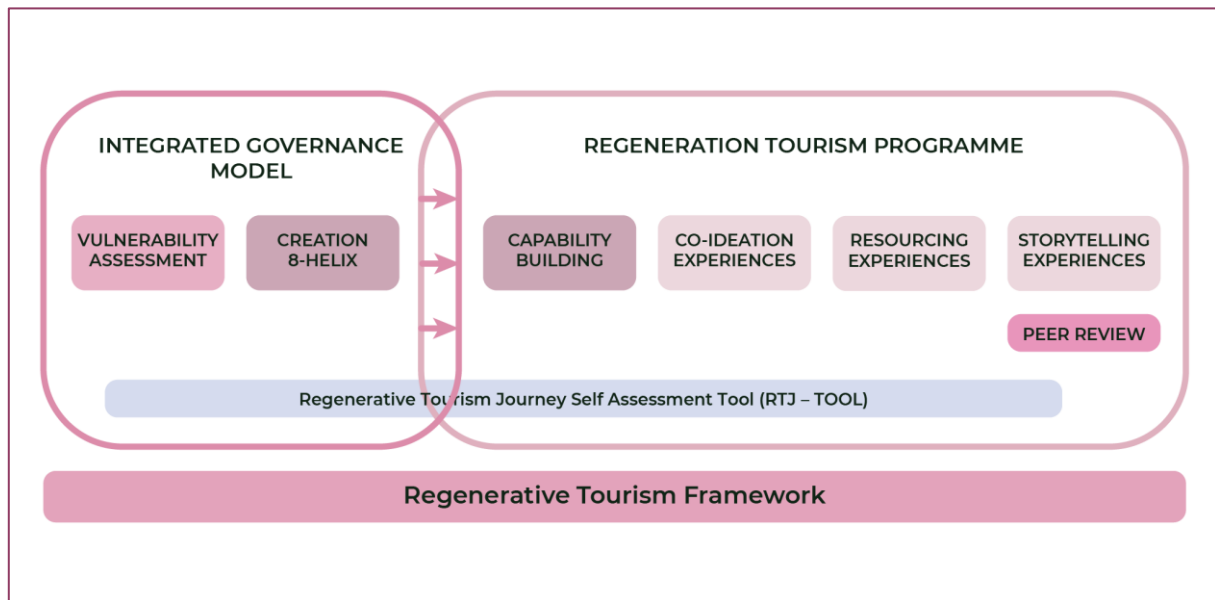 INTEGRATED GOVERNANCE
MODEL
VULNERABILITY
ASSESSMENT
CREATION
8-HELIX
REGENERATION TOURISM PROGRAMME
CAPABILITY
BUILDING
CO-IDEATION
EXPERIENCES
RESOURCING
EXPERIENCES
STORYTELLING
EXPERIENCES
PEER REVIEW
Regenerative Tourism Journey Self Assessment Tool (RTJ – TOOL)
Regenerative Tourism Framework